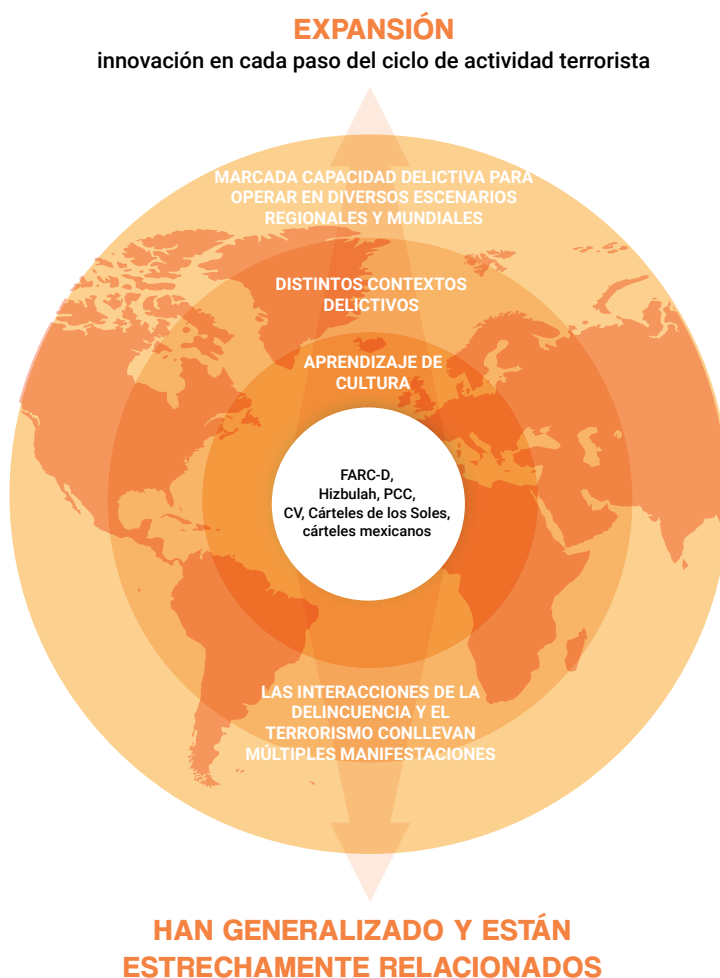 EXPANSIÓN
innovación en cada paso del ciclo de actividad terrorista
MARCADA CAPACIDAD DELICTIVA PARA
OPERAR EN DIVERSOS ESCENARIOS
REGIONALES Y MUNDIALES
DISTINTOS CONTEXTOS
DELICTIVOS
APRENDIZAJE DE
CULTURA
FARC-D,
Hizbulah, PCC,
CV, Cárteles de los Soles,
cárteles mexicanos
LAS INTERACCIONES DE LA
DELINCUENCIA Y EL
TERRORISMO CONLLEVAN
MÚLTIPLES MANIFESTACIONES
HAN GENERALIZADO Y ESTÁN
ESTRECHAMENTE RELACIONADOS